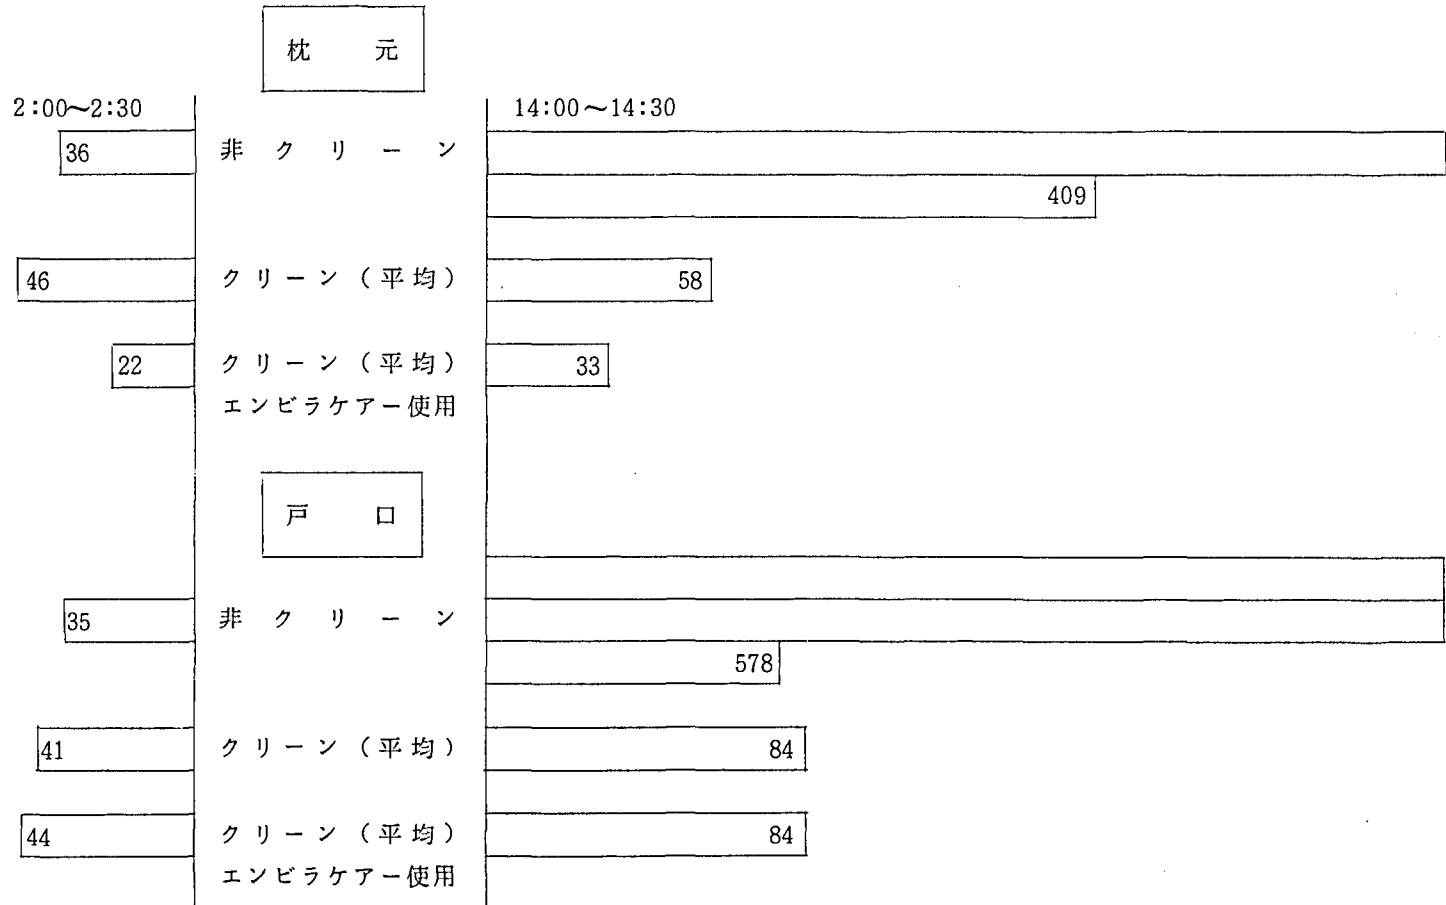 枕 元
2:00～2:30 14:00～14:30
36 非クリーン
409
46 クリーン（平均） 58
22 クリーン（平均） 33
エンビラケアー使用
戸 口
35 非クリーン
578
41 クリーン（平均） 84
44 クリーン（平均） 84
エンビラケアー使用